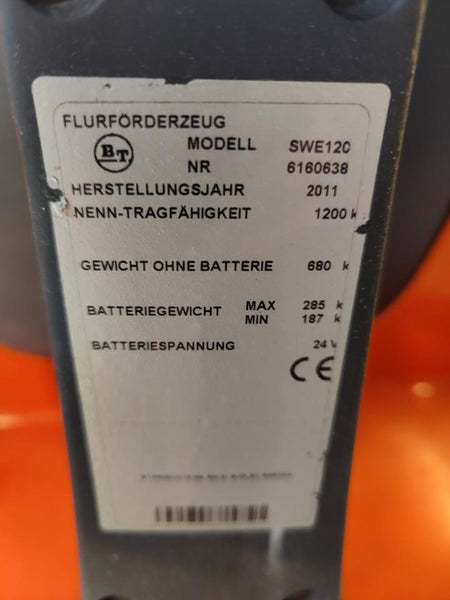 FLURFÖRDERZEUG
BT
MODELL SWE120
NR 6160638
HERSTELLUNGSJAHR 2011
NENN-TRAGFÄHIGKEIT 1200 k
GEWICHT OHNE BATTERIE 680 k
BATTERIEGEWICHT MAX 285 k
MIN 187 k
BATTERIESPANNUNG 24 V
CE